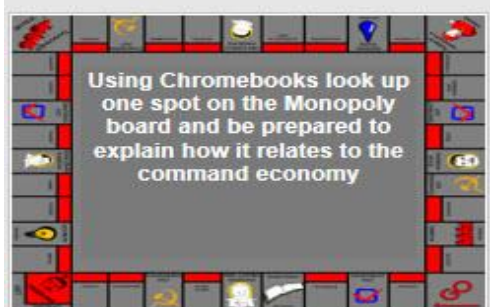 Using Chromebooks look up
one spot on the Monopoly
board and be prepared to
explain how it relates to the
command economy